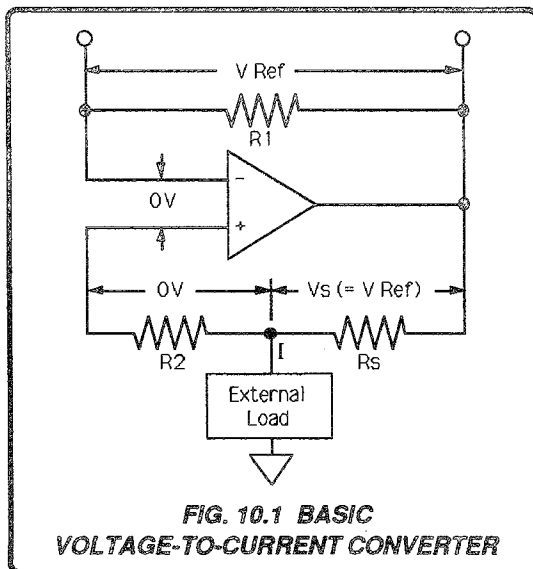 V Ref
R1
-
0V
+
0V
Vs (= V Ref)
R2
I
Rs
External
Load
FIG. 10.1 BASIC
VOLTAGE-TO-CURRENT CONVERTER